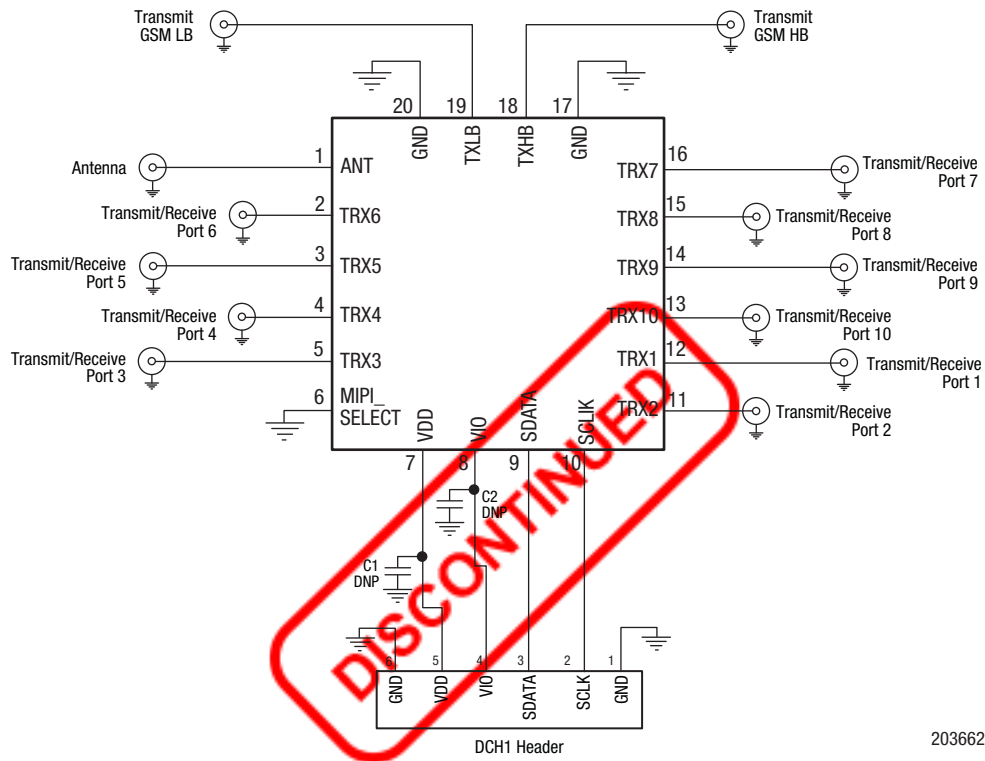 Transmit
GSM LB
Transmit
GSM HB
20
19
18
17
GND
TXLB
TXHB
GND
Antenna
1
ANT
Transmit/Receive
Port 6
2
TRX6
Transmit/Receive
Port 5
3
TRX5
Transmit/Receive
Port 4
4
TRX4
Transmit/Receive
Port 3
5
TRX3
6
MIPI_
SELECT
TRX7
16
Transmit/Receive
Port 7
TRX8
15
Transmit/Receive
Port 8
TRX9
14
Transmit/Receive
Port 9
TRX10
13
Transmit/Receive
Port 10
TRX1
12
Transmit/Receive
Port 1
TRX2
11
Transmit/Receive
Port 2
VDD
VIO
SDATA
SCLIK
7
8
9
10
C2
DNP
C1
DNP
DISCONTINUED
6
5
4
3
2
1
GND
VDD
VIO
SDATA
SCLK
GND
DCH1 Header
203662